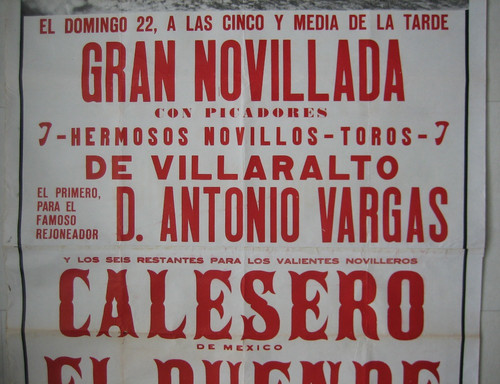 EL DOMINGO 22, A LAS CINCO Y MEDIA DE LA TARDE
GRAN NOVILLADA
CON PICADORES
7-HERMOSOS NOVILLOS-TOROS-7
DE VILLARALTO
EL PRIMERO,
PARA EL
FAMOSO
REJONEADOR
D. ANTONIO VARGAS
Y LOS SEIS RESTANTES PARA LOS VALIENTES NOVILLEROS
CALESERO
DE MEXICO
EL DUENDE